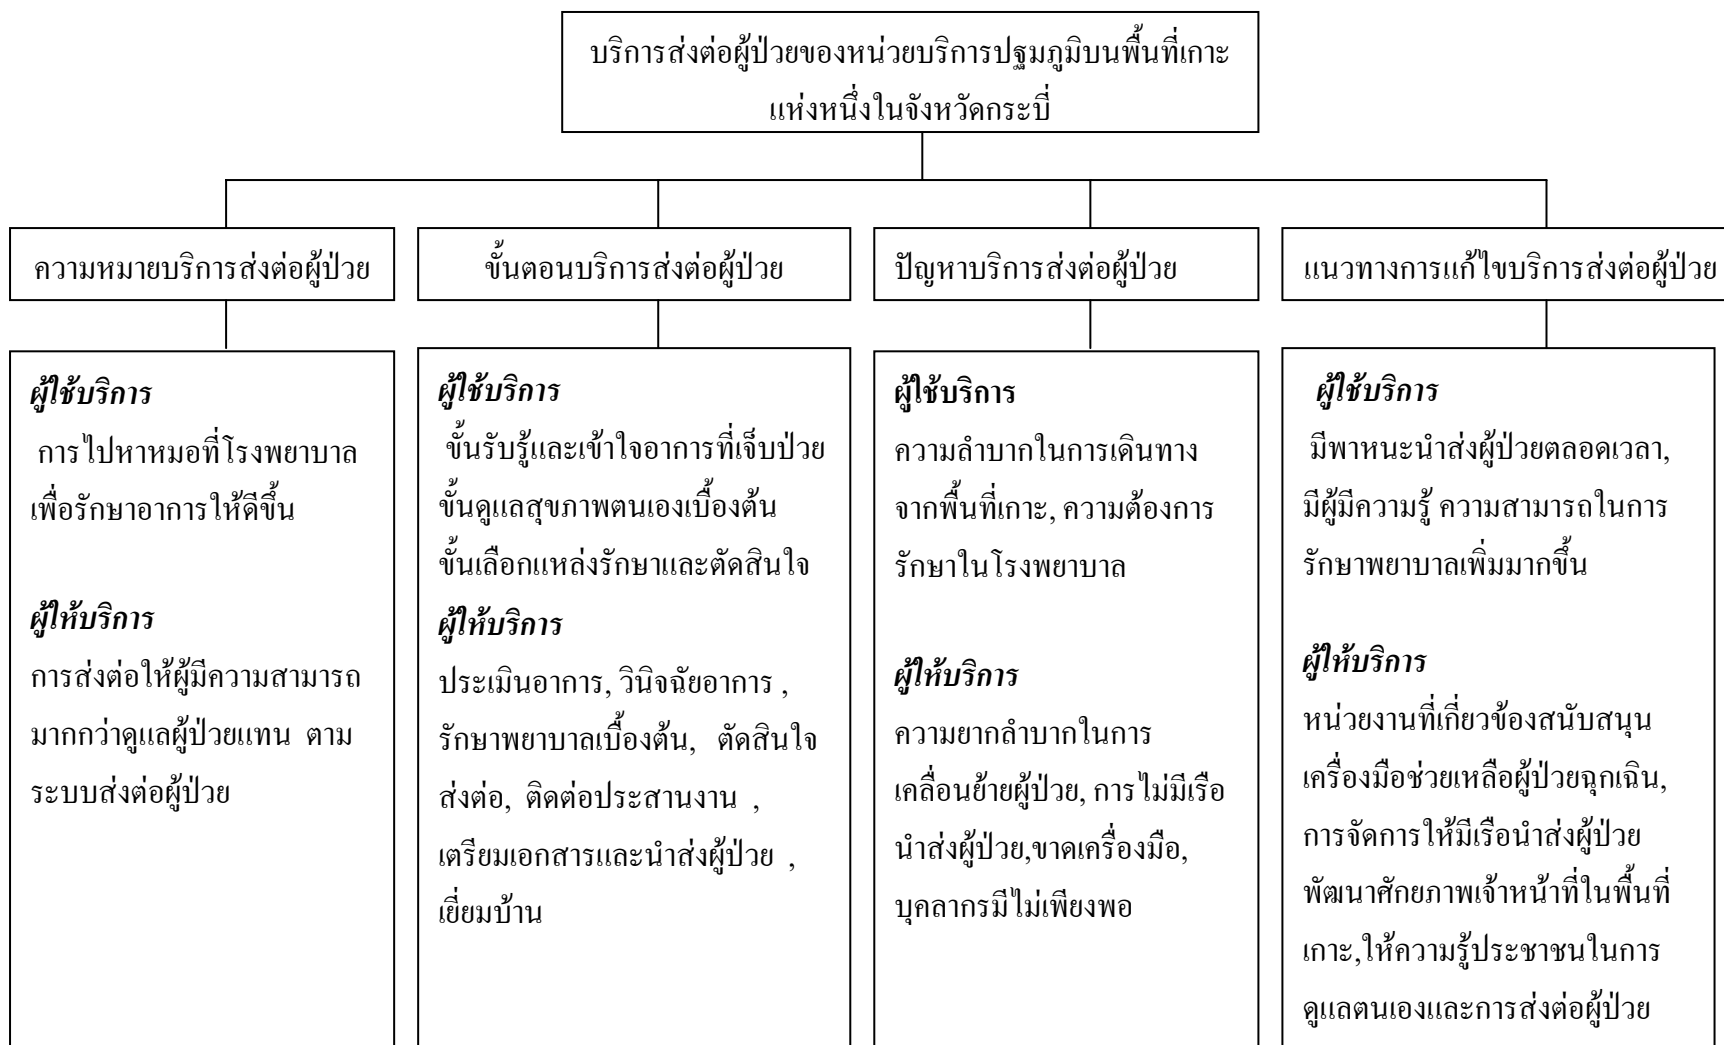 บริการส่งต่อผู้ป่วยของหน่วยบริการปฐมภูมิบนพื้นที่เกาะ
แห่งหนึ่งในจังหวัดกระบี่
ความหมายบริการส่งต่อผู้ป่วย
ขั้นตอนบริการส่งต่อผู้ป่วย
ปัญหาบริการส่งต่อผู้ป่วย
แนวทางการแก้ไขบริการส่งต่อผู้ป่วย
ผู้ใช้บริการ
การไปหาหมอที่โรงพยาบาล
เพื่อรักษาอาการให้ดีขึ้น
ผู้ให้บริการ
การส่งต่อให้ผู้มีความสามารถ
มากกว่าดูแลผู้ป่วยแทน ตาม
ระบบส่งต่อผู้ป่วย
ผู้ใช้บริการ
ขั้นรับรู้และเข้าใจอาการที่เจ็บป่วย
ขั้นดูแลสุขภาพตนเองเบื้องต้น
ขั้นเลือกแหล่งรักษาและตัดสินใจ
ผู้ให้บริการ
ประเมินอาการ, วินิจฉัยอาการ ,
รักษาพยาบาลเบื้องต้น, ตัดสินใจ
ส่งต่อ, ติดต่อประสานงาน ,
เตรียมเอกสารและนำส่งผู้ป่วย ,
เยี่ยมบ้าน
ผู้ใช้บริการ
ความลำบากในการเดินทาง
จากพื้นที่เกาะ, ความต้องการ
รักษาในโรงพยาบาล
ผู้ให้บริการ
ความยากลำบากในการ
เคลื่อนย้ายผู้ป่วย, การไม่มีเรือ
นำส่งผู้ป่วย,ขาดเครื่องมือ,
บุคลากรมีไม่เพียงพอ
ผู้ใช้บริการ
มีพาหนะนำส่งผู้ป่วยตลอดเวลา,
มีผู้มีความรู้ ความสามารถในการ
รักษาพยาบาลเพิ่มมากขึ้น
ผู้ให้บริการ
หน่วยงานที่เกี่ยวข้องสนับสนุน
เครื่องมือช่วยเหลือผู้ป่วยฉุกเฉิน,
การจัดการให้มีเรือนำส่งผู้ป่วย
พัฒนาศักยภาพเจ้าหน้าที่ในพื้นที่
เกาะ,ให้ความรู้ประชาชนในการ
ดูแลตนเองและการส่งต่อผู้ป่วย